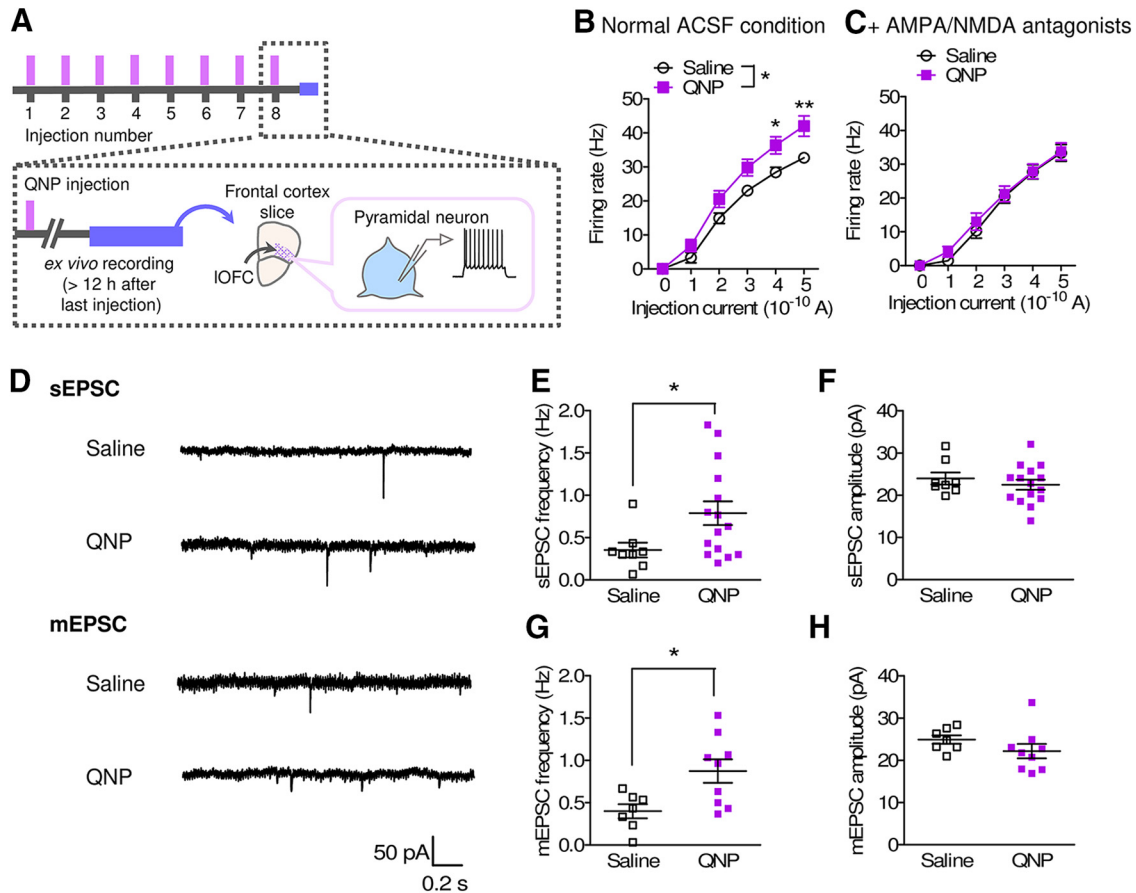 A
1 2 3 4 5 6 7 8
Injection number
QNP injection
ex vivo recording
(> 12 h after
last injection)
Frontal cortex
slice
lOFC
Pyramidal neuron
B Normal ACSF condition
Saline
QNP
*
* **
Firing rate (Hz)
50
40
30
20
10
0
0 1 2 3 4 5
Injection current (10⁻¹⁰ A)
C + AMPA/NMDA antagonists
Saline
QNP
Firing rate (Hz)
50
40
30
20
10
0
0 1 2 3 4 5
Injection current (10⁻¹⁰ A)
D
sEPSC
Saline
QNP
mEPSC
Saline
QNP
50 pA
0.2 s
E
*
sEPSC frequency (Hz)
2.0
1.5
1.0
0.5
0.0
Saline QNP
F
sEPSC amplitude (pA)
40
30
20
10
0
Saline QNP
G
*
mEPSC frequency (Hz)
2.0
1.5
1.0
0.5
0.0
Saline QNP
H
mEPSC amplitude (pA)
40
30
20
10
0
Saline QNP